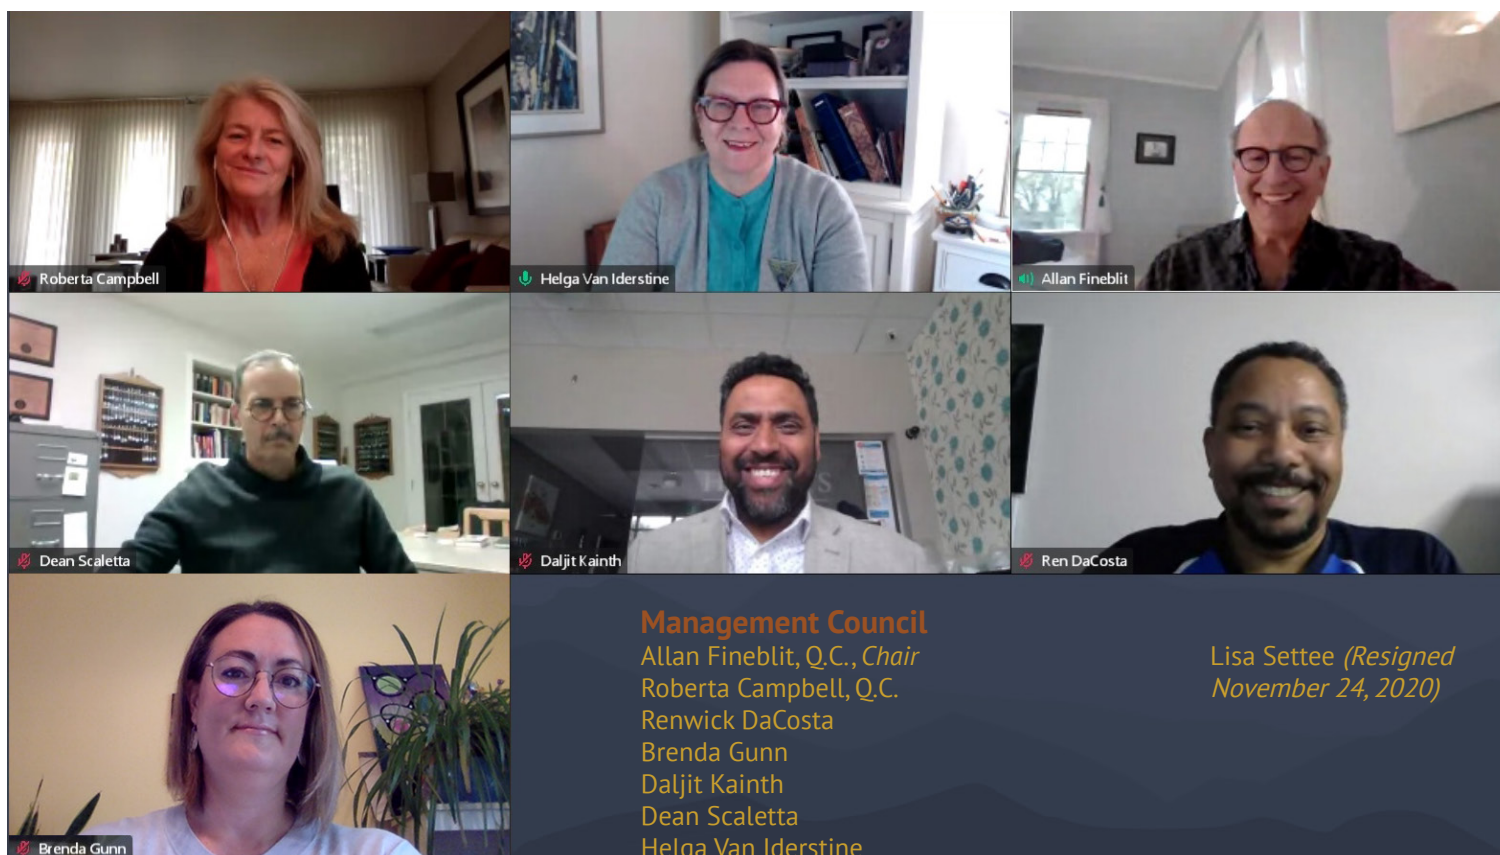 Roberta Campbell
Helga Van Iderstine
Allan Fineblit
Dean Scaletta
Daljit Kainth
Ren DaCosta
Brenda Gunn
Management Council
Allan Fineblit, Q.C., Chair
Roberta Campbell, Q.C.
Renwick DaCosta
Brenda Gunn
Daljit Kainth
Dean Scaletta
Helga Van Iderstine
Lisa Settee (Resigned
November 24, 2020)